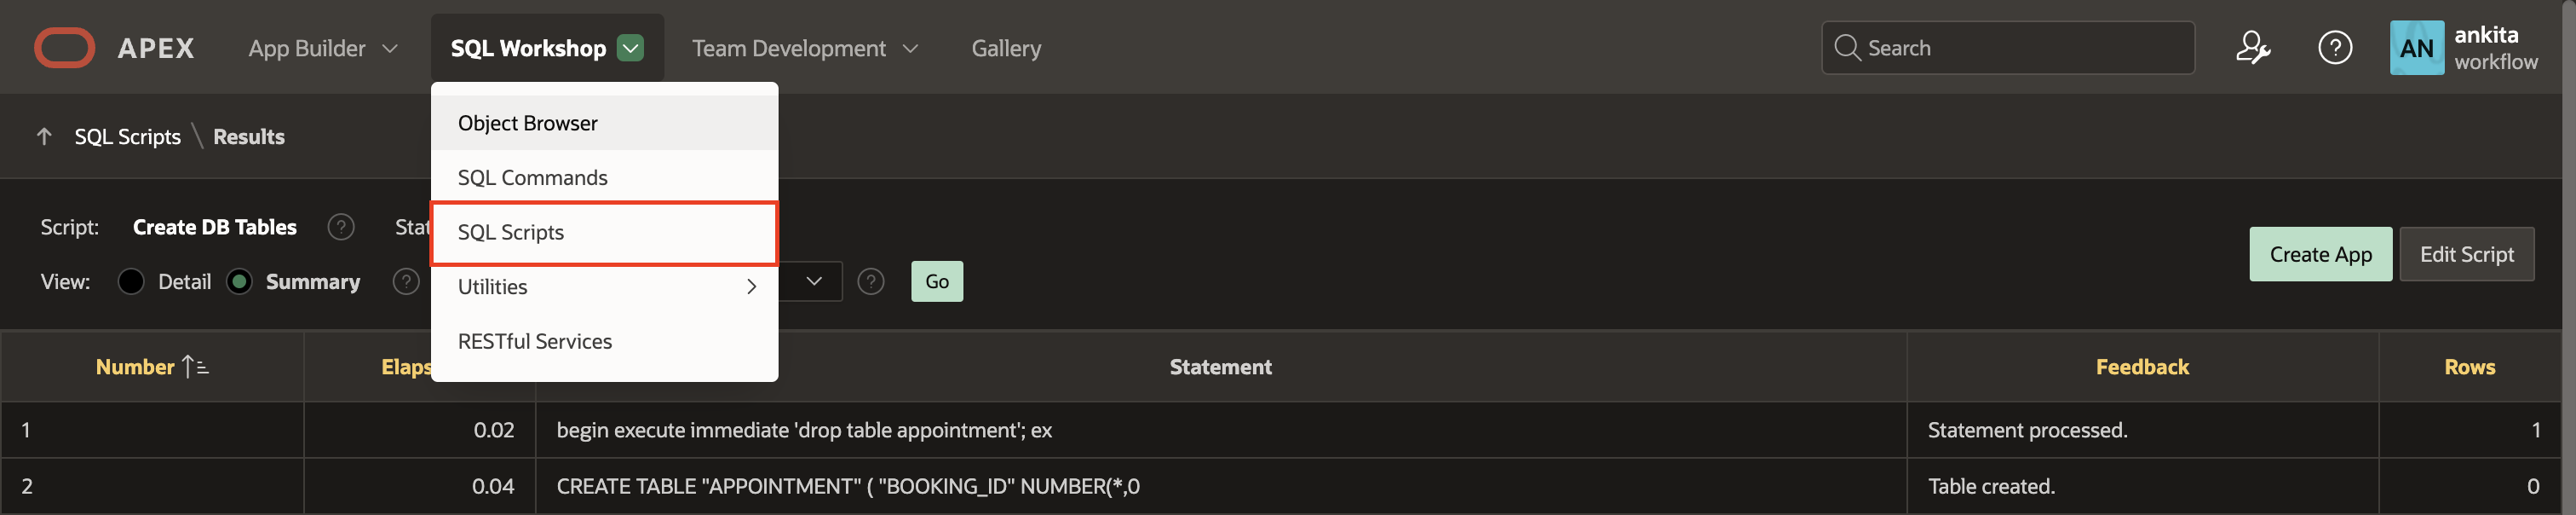 APEX App Builder SQL Workshop Team Development Gallery Search AN ankita
workflow
SQL Scripts \ Results
Object Browser
SQL Commands
SQL Scripts
Utilities
RESTful Services
Script: Create DB Tables ?
View: Detail Summary ? ? Go
Create App Edit Script
Number Statement Feedback Rows
1 0.02 begin execute immediate 'drop table appointment'; ex Statement processed. 1
2 0.04 CREATE TABLE "APPOINTMENT" ( "BOOKING_ID" NUMBER(*,0 Table created. 0